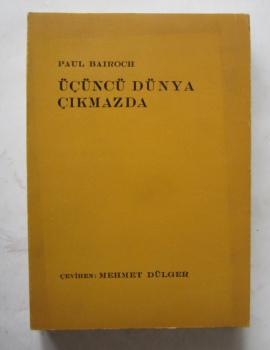 PAUL BAIROCH
ÜÇÜNCÜ DÜNYA
ÇIKMAZDA
ÇEVİREN: MEHMET DÜLGER